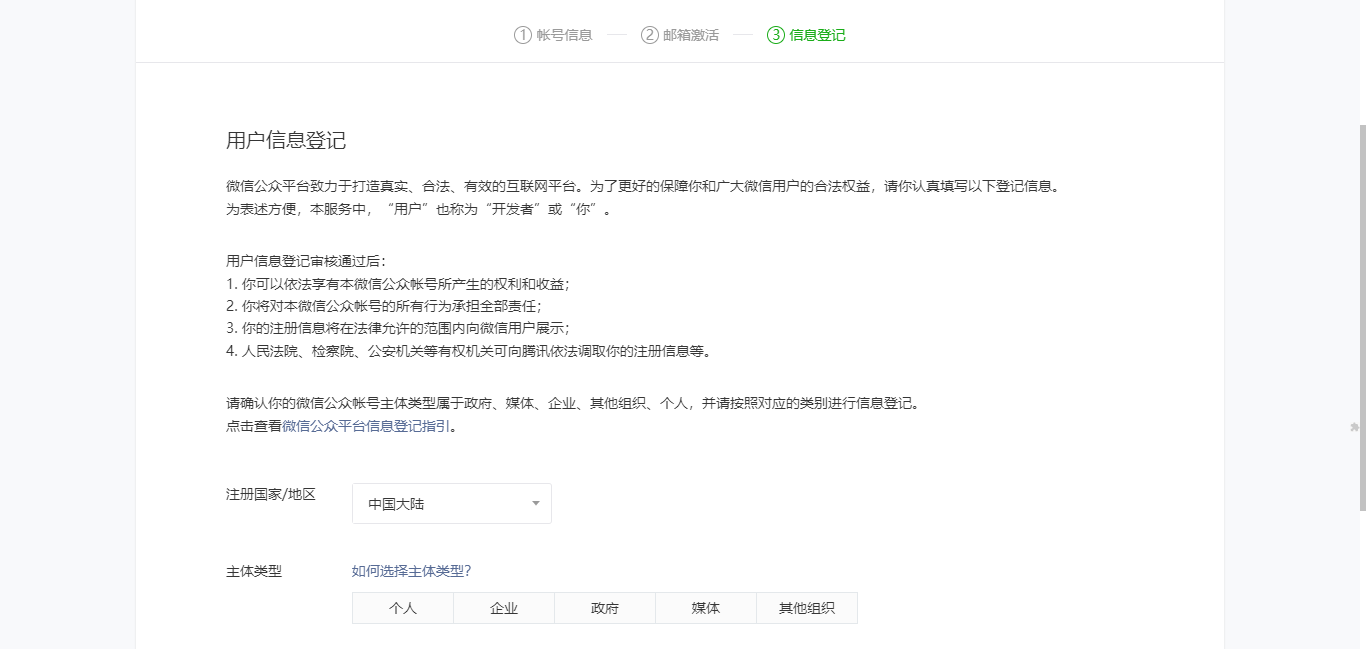 ① 帐号信息 ② 邮箱激活 ③ 信息登记
用户信息登记
微信公众平台致力于打造真实、合法、有效的互联网平台。为了更好的保障你和广大微信用户的合法权益，请你认真填写以下登记信息。
为表述方便，本服务中，“用户”也称为“开发者”或“你”。
用户信息登记审核通过后：
1. 你可以依法享有本微信公众帐号所产生的权利和收益；
2. 你将对本微信公众帐号的所有行为承担全部责任；
3. 你的注册信息将在法律允许的范围内向微信用户展示；
4. 人民法院、检察院、公安机关等有权机关可向腾讯依法调取你的注册信息等。
请确认你的微信公众帐号主体类型属于政府、媒体、企业、其他组织、个人，并请按照对应的类别进行信息登记。
点击查看微信公众平台信息登记指引。
注册国家/地区 中国大陆
主体类型 如何选择主体类型?
个人 企业 政府 媒体 其他组织